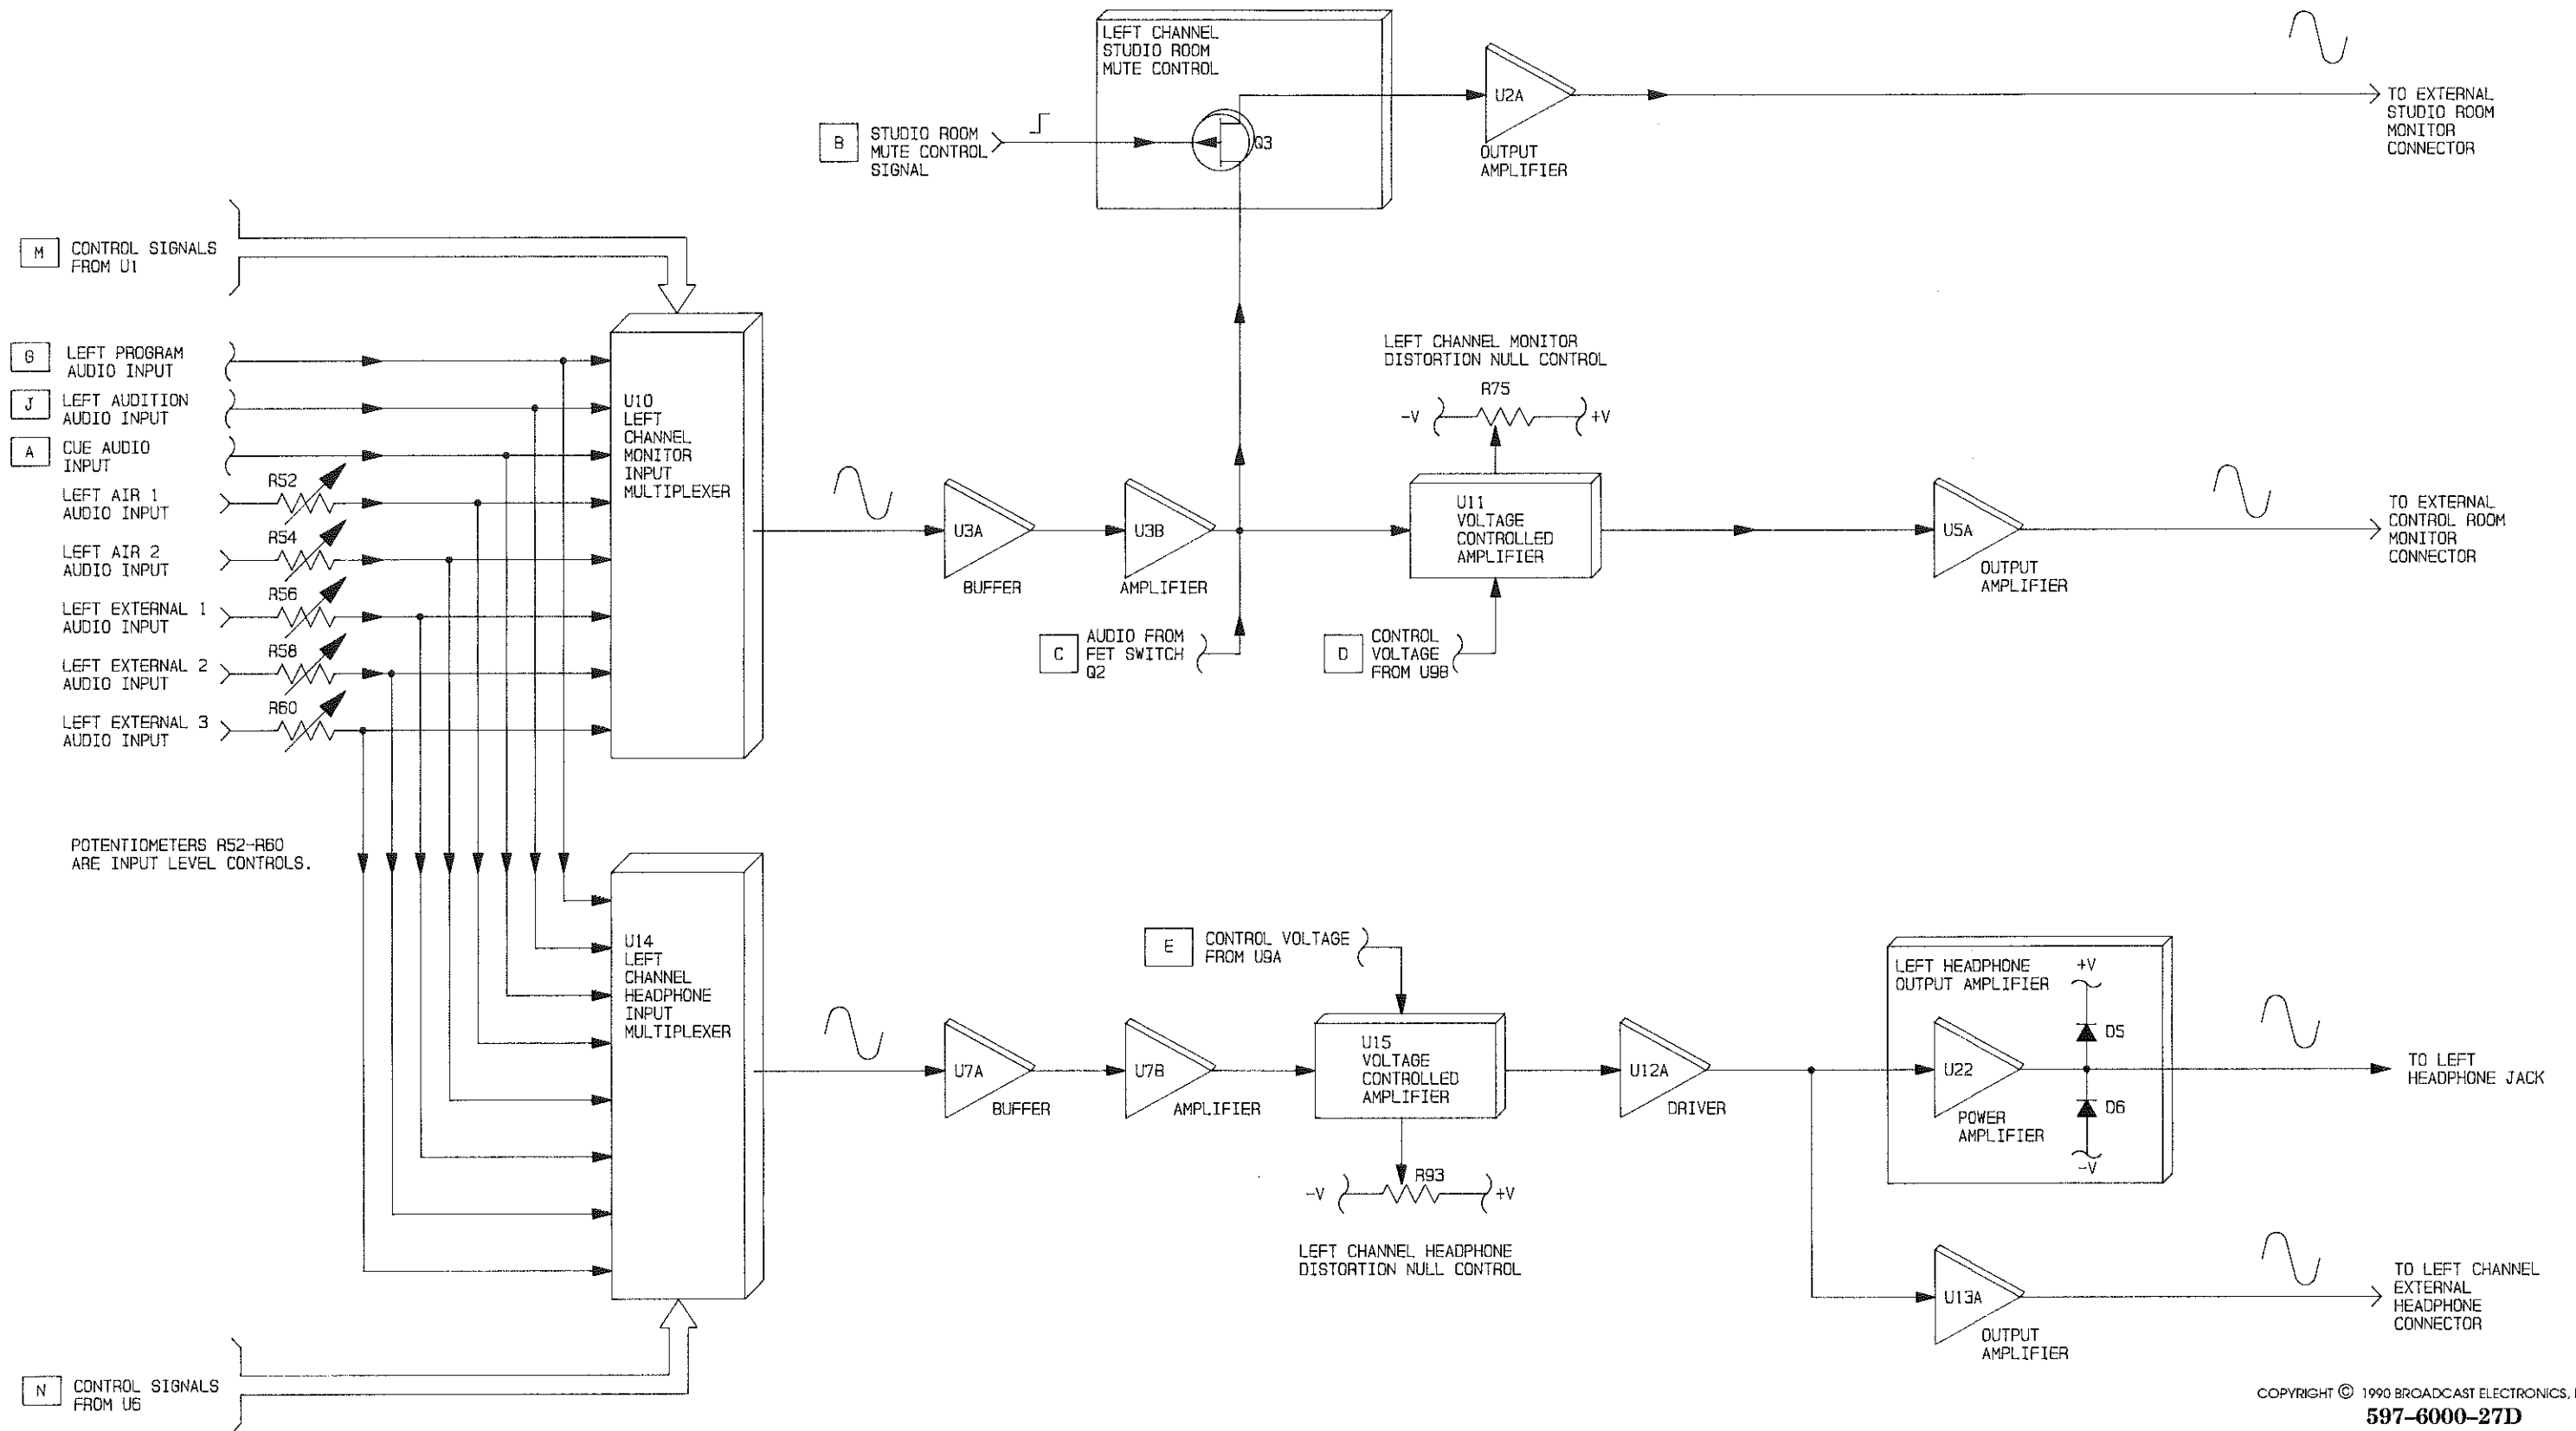 LEFT CHANNEL
STUDIO ROOM
MUTE CONTROL
Q3
B
STUDIO ROOM
MUTE CONTROL
SIGNAL
U2A
OUTPUT
AMPLIFIER
TO EXTERNAL
STUDIO ROOM
MONITOR
CONNECTOR
M
CONTROL SIGNALS
FROM U1
G
LEFT PROGRAM
AUDIO INPUT
J
LEFT AUDITION
AUDIO INPUT
A
CUE AUDIO
INPUT
R52
LEFT AIR 1
AUDIO INPUT
R54
LEFT AIR 2
AUDIO INPUT
R56
LEFT EXTERNAL 1
AUDIO INPUT
R58
LEFT EXTERNAL 2
AUDIO INPUT
R60
LEFT EXTERNAL 3
AUDIO INPUT
U10
LEFT
CHANNEL
MONITOR
INPUT
MULTIPLEXER
U3A
BUFFER
U3B
AMPLIFIER
C
AUDIO FROM
FET SWITCH
Q2
LEFT CHANNEL MONITOR
DISTORTION NULL CONTROL
R75
-V
+V
U11
VOLTAGE
CONTROLLED
AMPLIFIER
D
CONTROL
VOLTAGE
FROM U9B
U5A
OUTPUT
AMPLIFIER
TO EXTERNAL
CONTROL ROOM
MONITOR
CONNECTOR
POTENTIOMETERS R52-R60
ARE INPUT LEVEL CONTROLS.
U14
LEFT
CHANNEL
HEADPHONE
INPUT
MULTIPLEXER
U7A
BUFFER
U7B
AMPLIFIER
E
CONTROL VOLTAGE
FROM U9A
U15
VOLTAGE
CONTROLLED
AMPLIFIER
R93
-V
+V
LEFT CHANNEL HEADPHONE
DISTORTION NULL CONTROL
U12A
DRIVER
LEFT HEADPHONE
OUTPUT AMPLIFIER
+V
D5
U22
POWER
AMPLIFIER
D6
-V
TO LEFT
HEADPHONE JACK
U13A
OUTPUT
AMPLIFIER
TO LEFT CHANNEL
EXTERNAL
HEADPHONE
CONNECTOR
N
CONTROL SIGNALS
FROM U6
COPYRIGHT © 1990 BROADCAST ELECTRONICS,
597-6000-27D